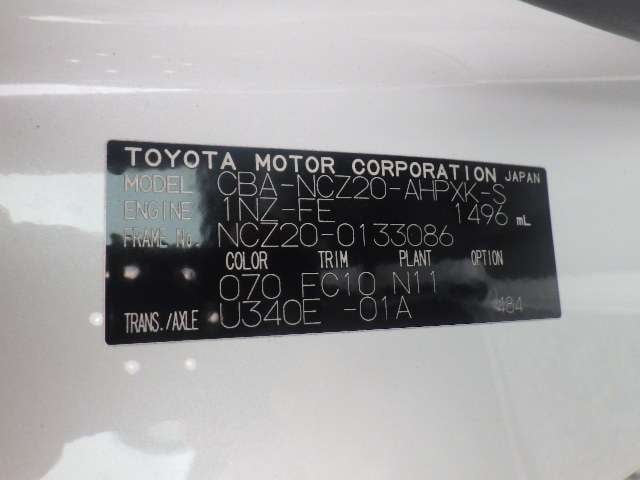 TOYOTA MOTOR CORPORATION JAPAN
MODEL CBA-NCZ20-AHPXK-S
ENGINE 1NZ-FE 1496 mL
FRAME No. NCZ20-0133086
COLOR TRIM PLANT OPTION
070 FC10 N11
TRANS./AXLE U340E -01A 484